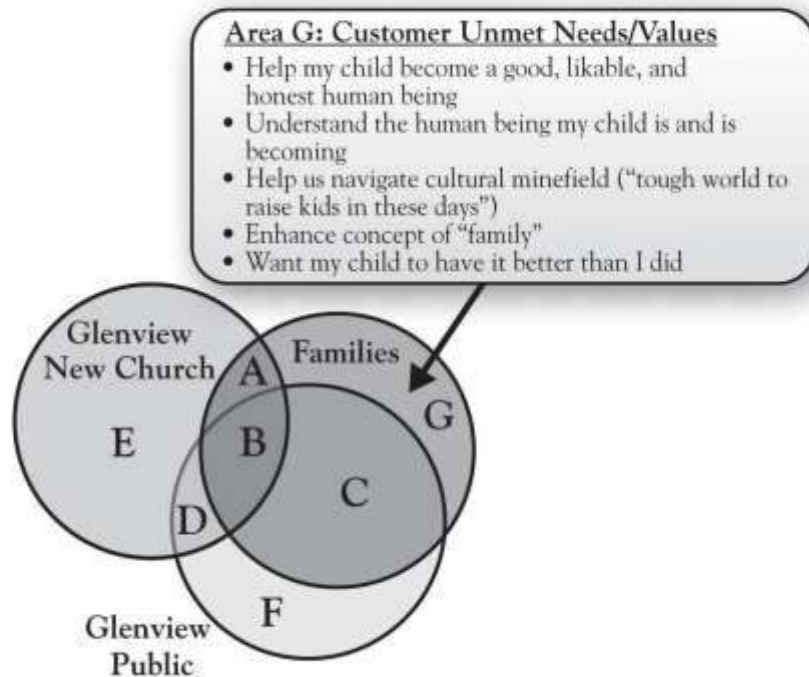 Area G: Customer Unmet Needs/Values
• Help my child become a good, likable, and
honest human being
• Understand the human being my child is and is
becoming
• Help us navigate cultural minefield (“tough world to
raise kids in these days”)
• Enhance concept of “family”
• Want my child to have it better than I did
Glenview
New Church
Families
A
G
E
B
C
D
F
Glenview
Public